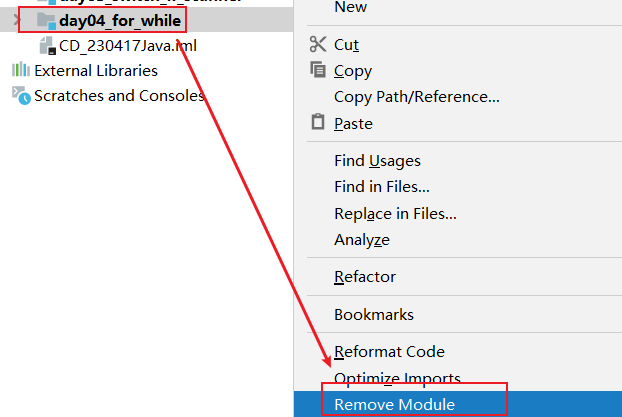 day04_for_while
CD_230417Java.iml
External Libraries
Scratches and Consoles
New
Cut
Copy
Copy Path/Reference...
Paste
Find Usages
Find in Files...
Replace in Files...
Analyze
Refactor
Bookmarks
Reformat Code
Optimize Imports
Remove Module